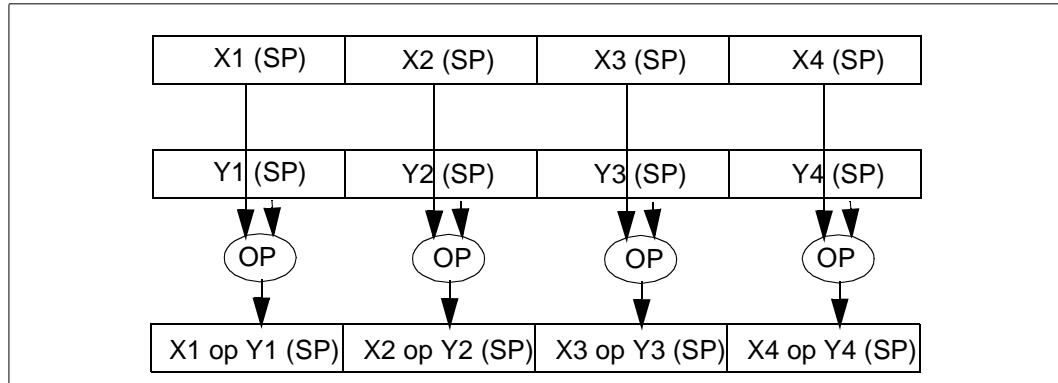 X1 (SP) X2 (SP) X3 (SP) X4 (SP)
Y1 (SP) Y2 (SP) Y3 (SP) Y4 (SP)
OP OP OP OP
X1 op Y1 (SP) X2 op Y2 (SP) X3 op Y3 (SP) X4 op Y4 (SP)